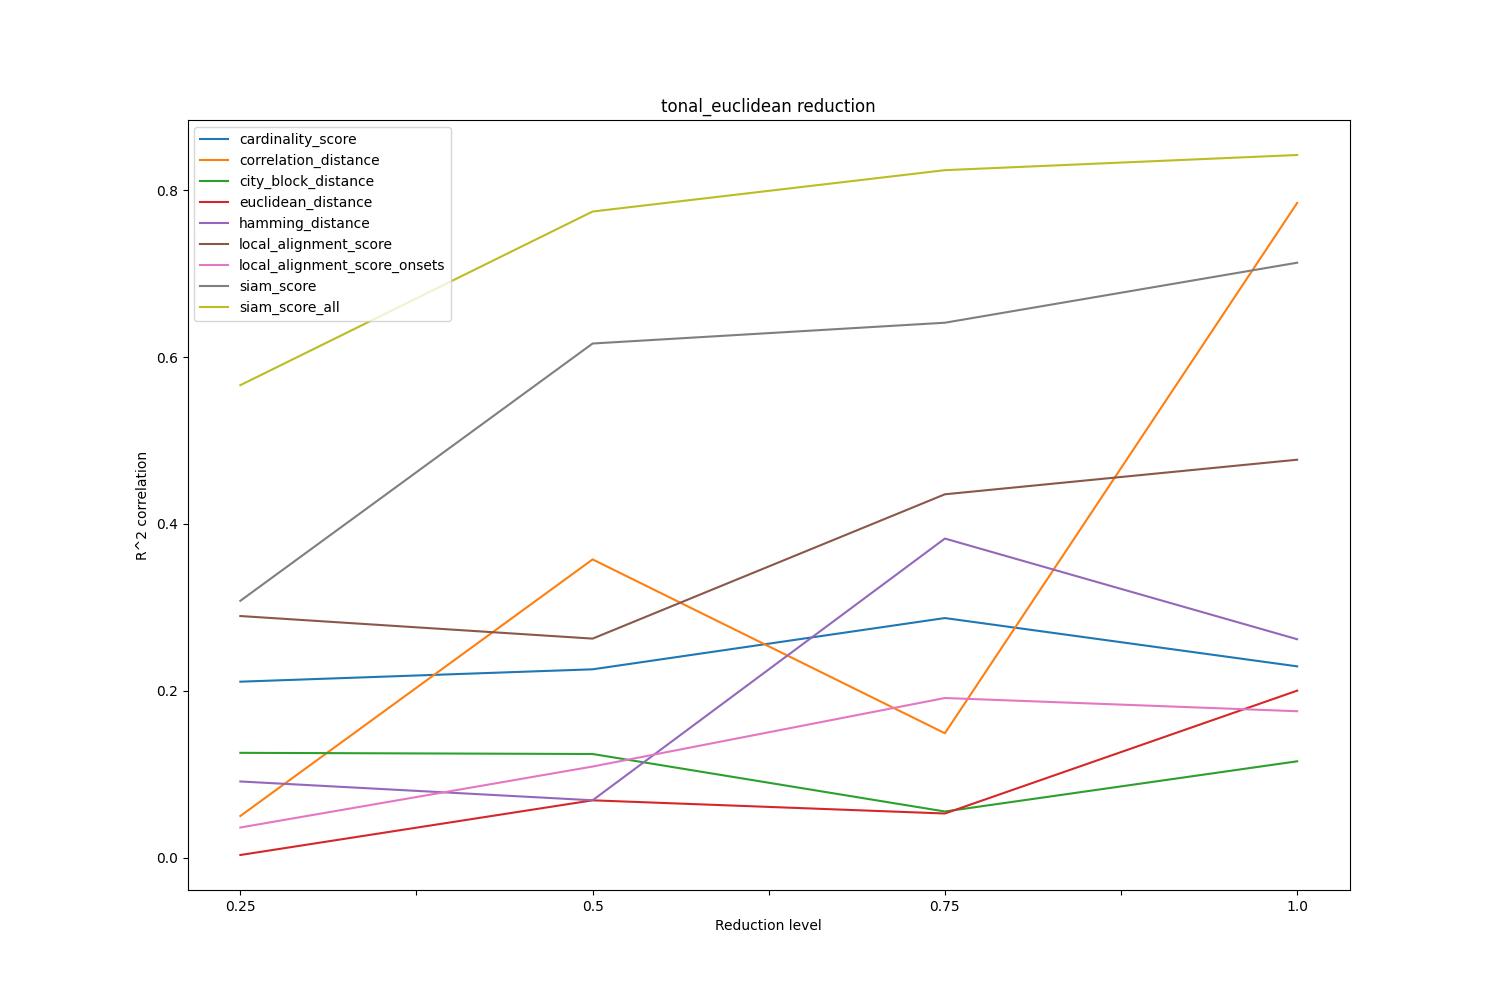 tonal_euclidean reduction
cardinality_score
correlation_distance
city_block_distance
euclidean_distance
hamming_distance
local_alignment_score
local_alignment_score_onsets
siam_score
siam_score_all
R^2 correlation
0.8
0.6
0.4
0.2
0.0
0.25 0.5 0.75 1.0
Reduction level